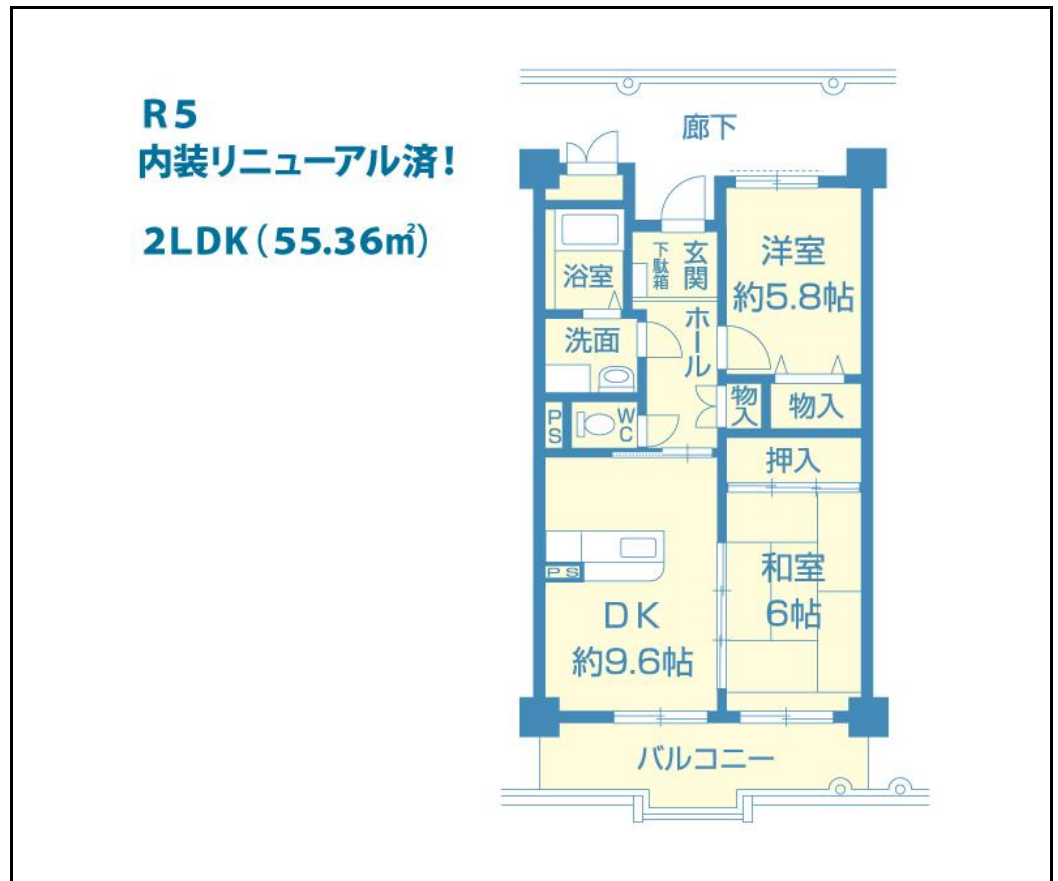 R5
内装リニューアル済!
2LDK(55.36㎡)
廊下
玄関
下駄箱
洋室
約5.8帖
浴室
ホール
洗面
物入
物入
PS
WC
押入
和室
6帖
PS
DK
約9.6帖
バルコニー